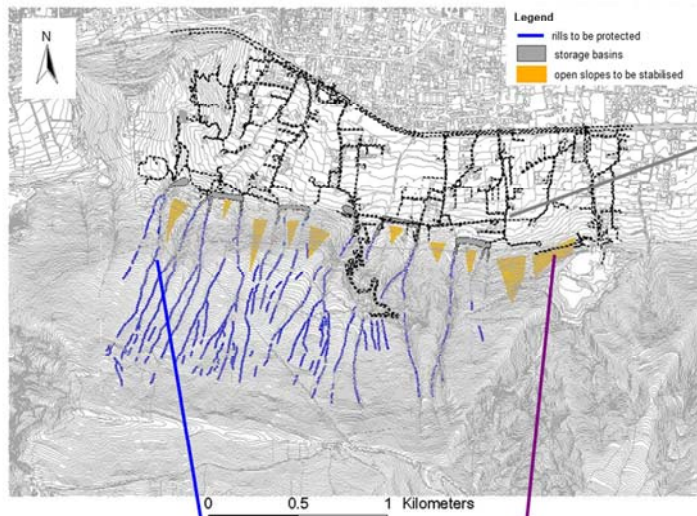 N
Legend
rills to be protected
storage basins
open slopes to be stabilised
0 0.5 1 Kilometers